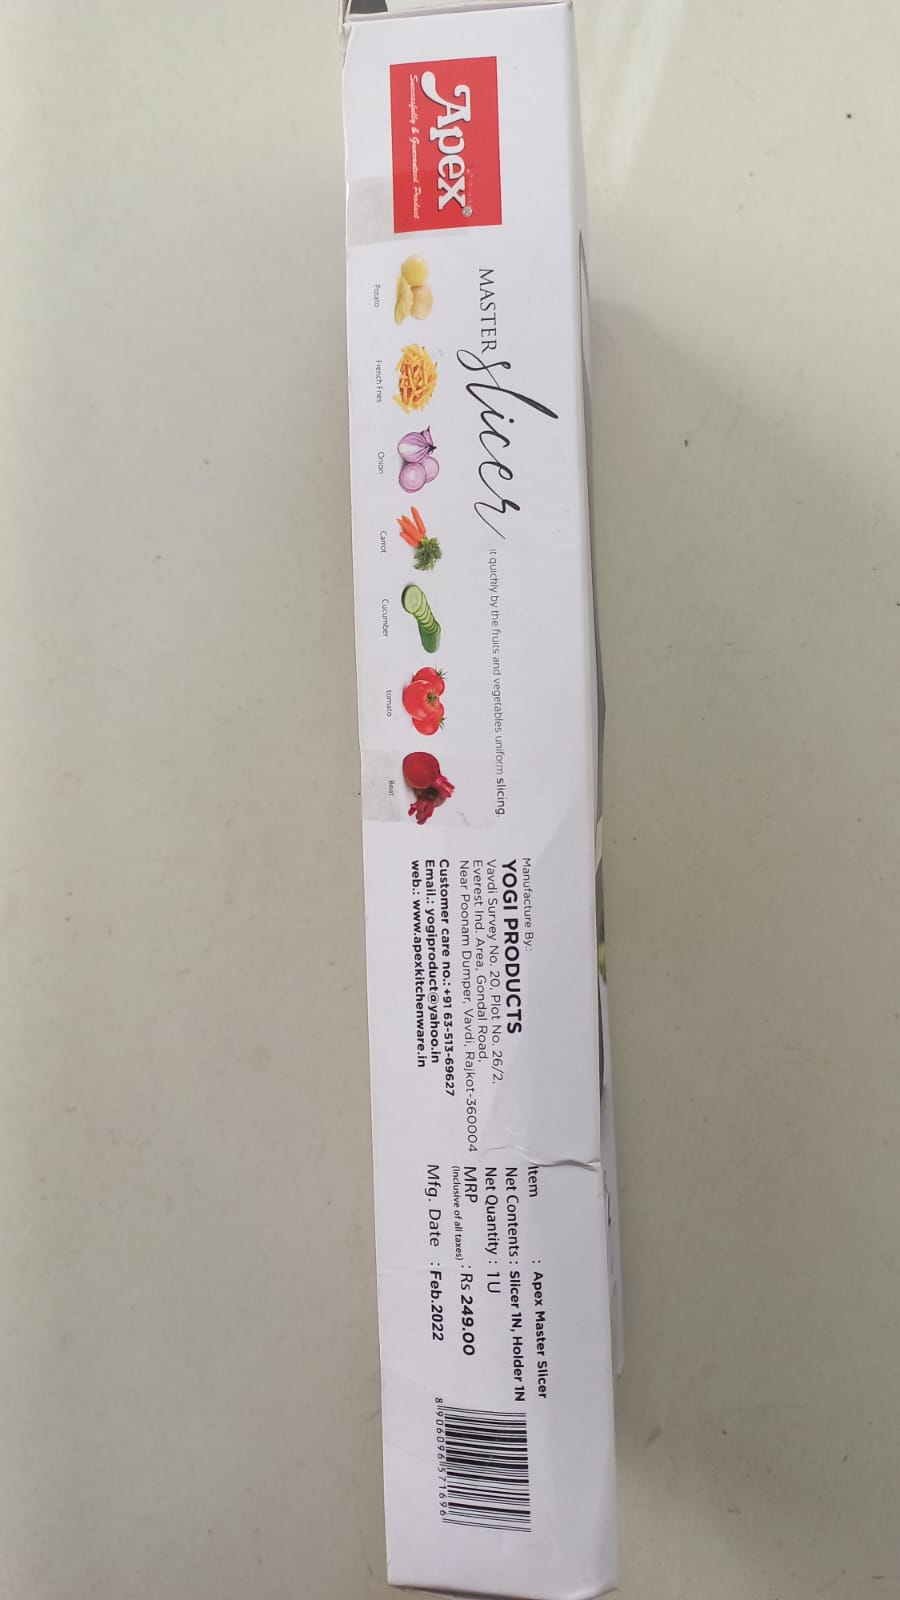 Apex®
Successfully & Guaranteed Product
MASTER slicer
it quickly by the fruits and vegetables uniform slicing.
Potato
French Fries
Onion
Carrot
Cucumber
tomato
Beat
Manufacture By.:
YOGI PRODUCTS
Vavdi Survey No. 20, Plot No. 26/2,
Everest Ind. Area, Gondal Road,
Near Poonam Dumper, Vavdi, Rajkot-360004
Customer care no.: +91 63-513-69627
Email.: yogiproduct@yahoo.in
web.: www.apexkitchenware.in
Item : Apex Master Slicer
Net Contents : Slicer 1N, Holder 1N
Net Quantity : 1 U
MRP : Rs 249.00
(Inclusive of all taxes)
Mfg. Date : Feb.2022
8906096571696